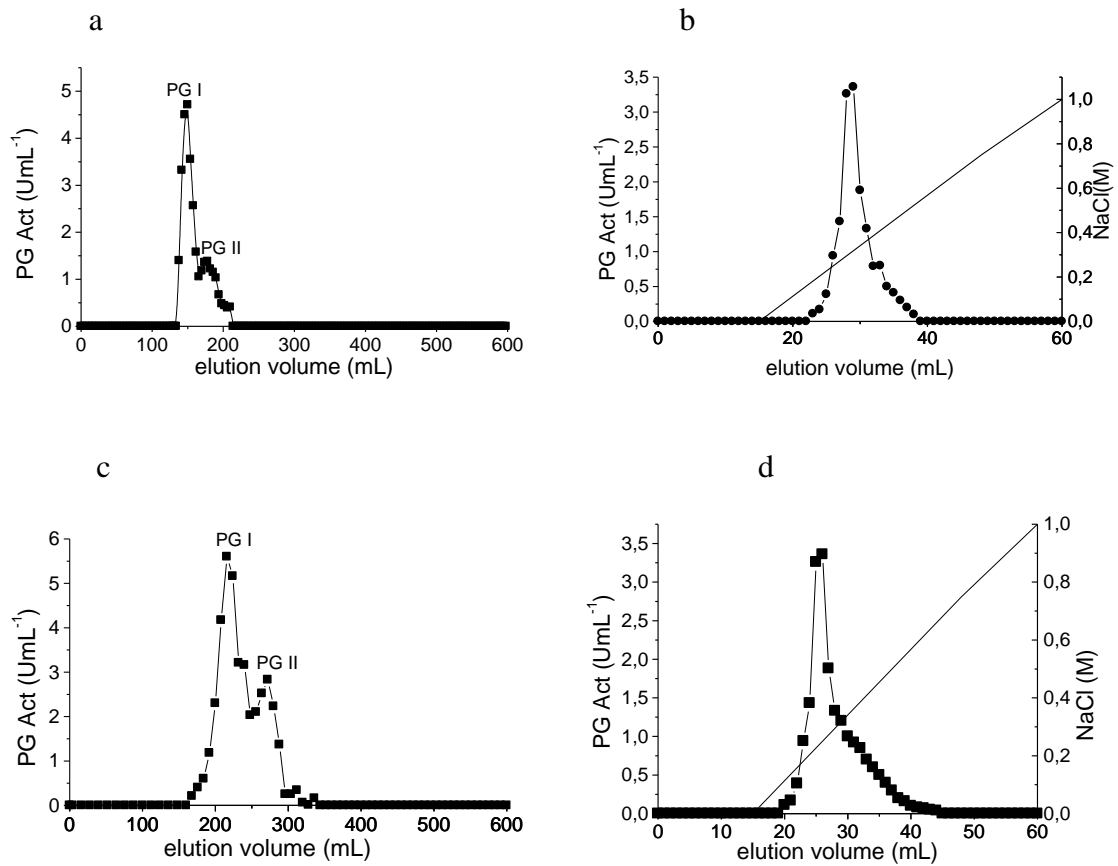 a
PG I
PG II
5
4
3
2
1
0
PG Act (UmL⁻¹)
0 100 200 300 400 500 600
elution volume (mL)
b
3,5
3,0
2,5
2,0
1,5
1,0
0,5
0,0
PG Act (UmL⁻¹)
1,0
0,8
0,6
0,4
0,2
0,0
NaCl(M)
0 20 40 60
elution volume (mL)
c
PG I
PG II
6
5
4
3
2
1
0
PG Act (UmL⁻¹)
0 100 200 300 400 500 600
elution volume (mL)
d
3,5
3,0
2,5
2,0
1,5
1,0
0,5
0,0
PG Act (UmL⁻¹)
1,0
0,8
0,6
0,4
0,2
0,0
NaCl (M)
0 20 30 40 60
elution volume (mL)